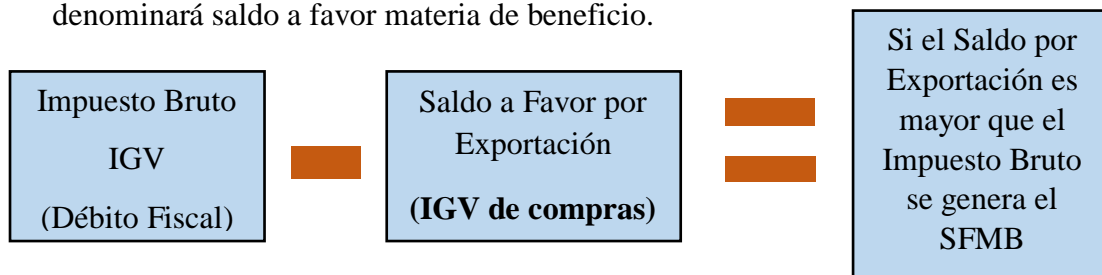 denominará saldo a favor materia de beneficio.
Impuesto Bruto
IGV
(Débito Fiscal)
Saldo a Favor por
Exportación
(IGV de compras)
Si el Saldo por
Exportación es
mayor que el
Impuesto Bruto
se genera el
SFMB